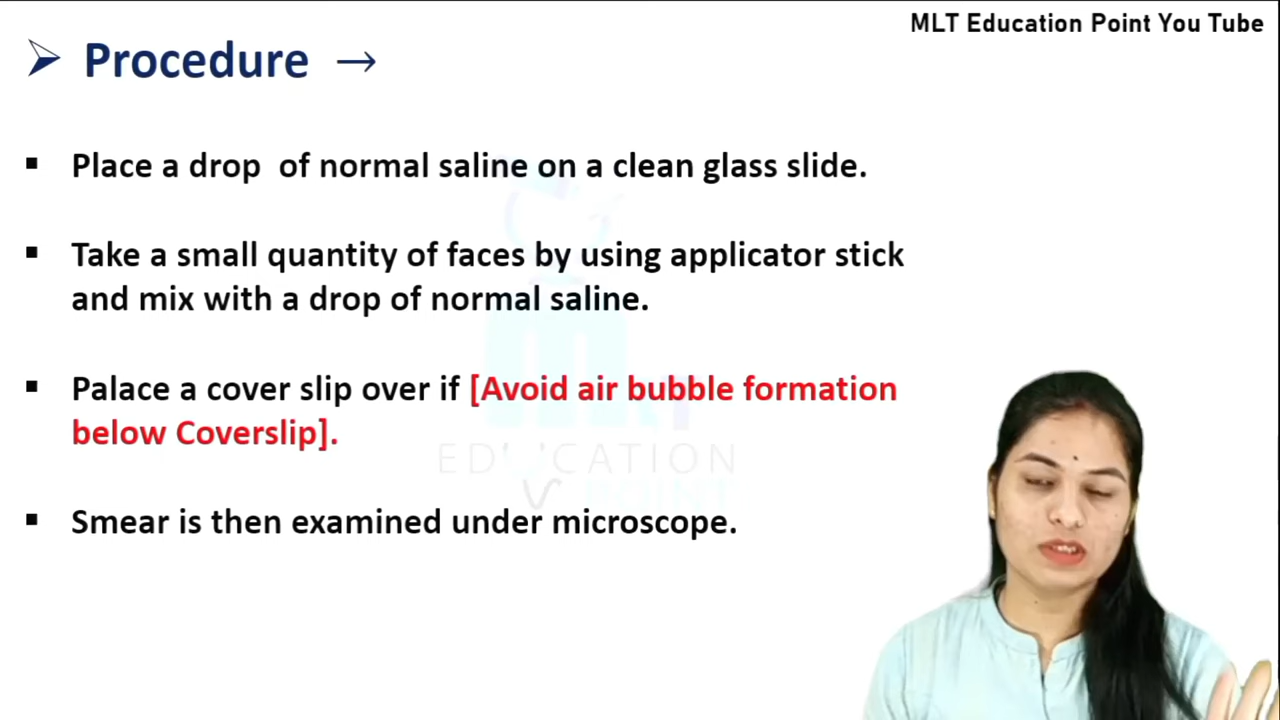 MLT Education Point You Tube
➢ Procedure →
▪ Place a drop of normal saline on a clean glass slide.
▪ Take a small quantity of faces by using applicator stick
and mix with a drop of normal saline.
▪ Palace a cover slip over if [Avoid air bubble formation
below Coverslip].
▪ Smear is then examined under microscope.
EDUCATION
POINT